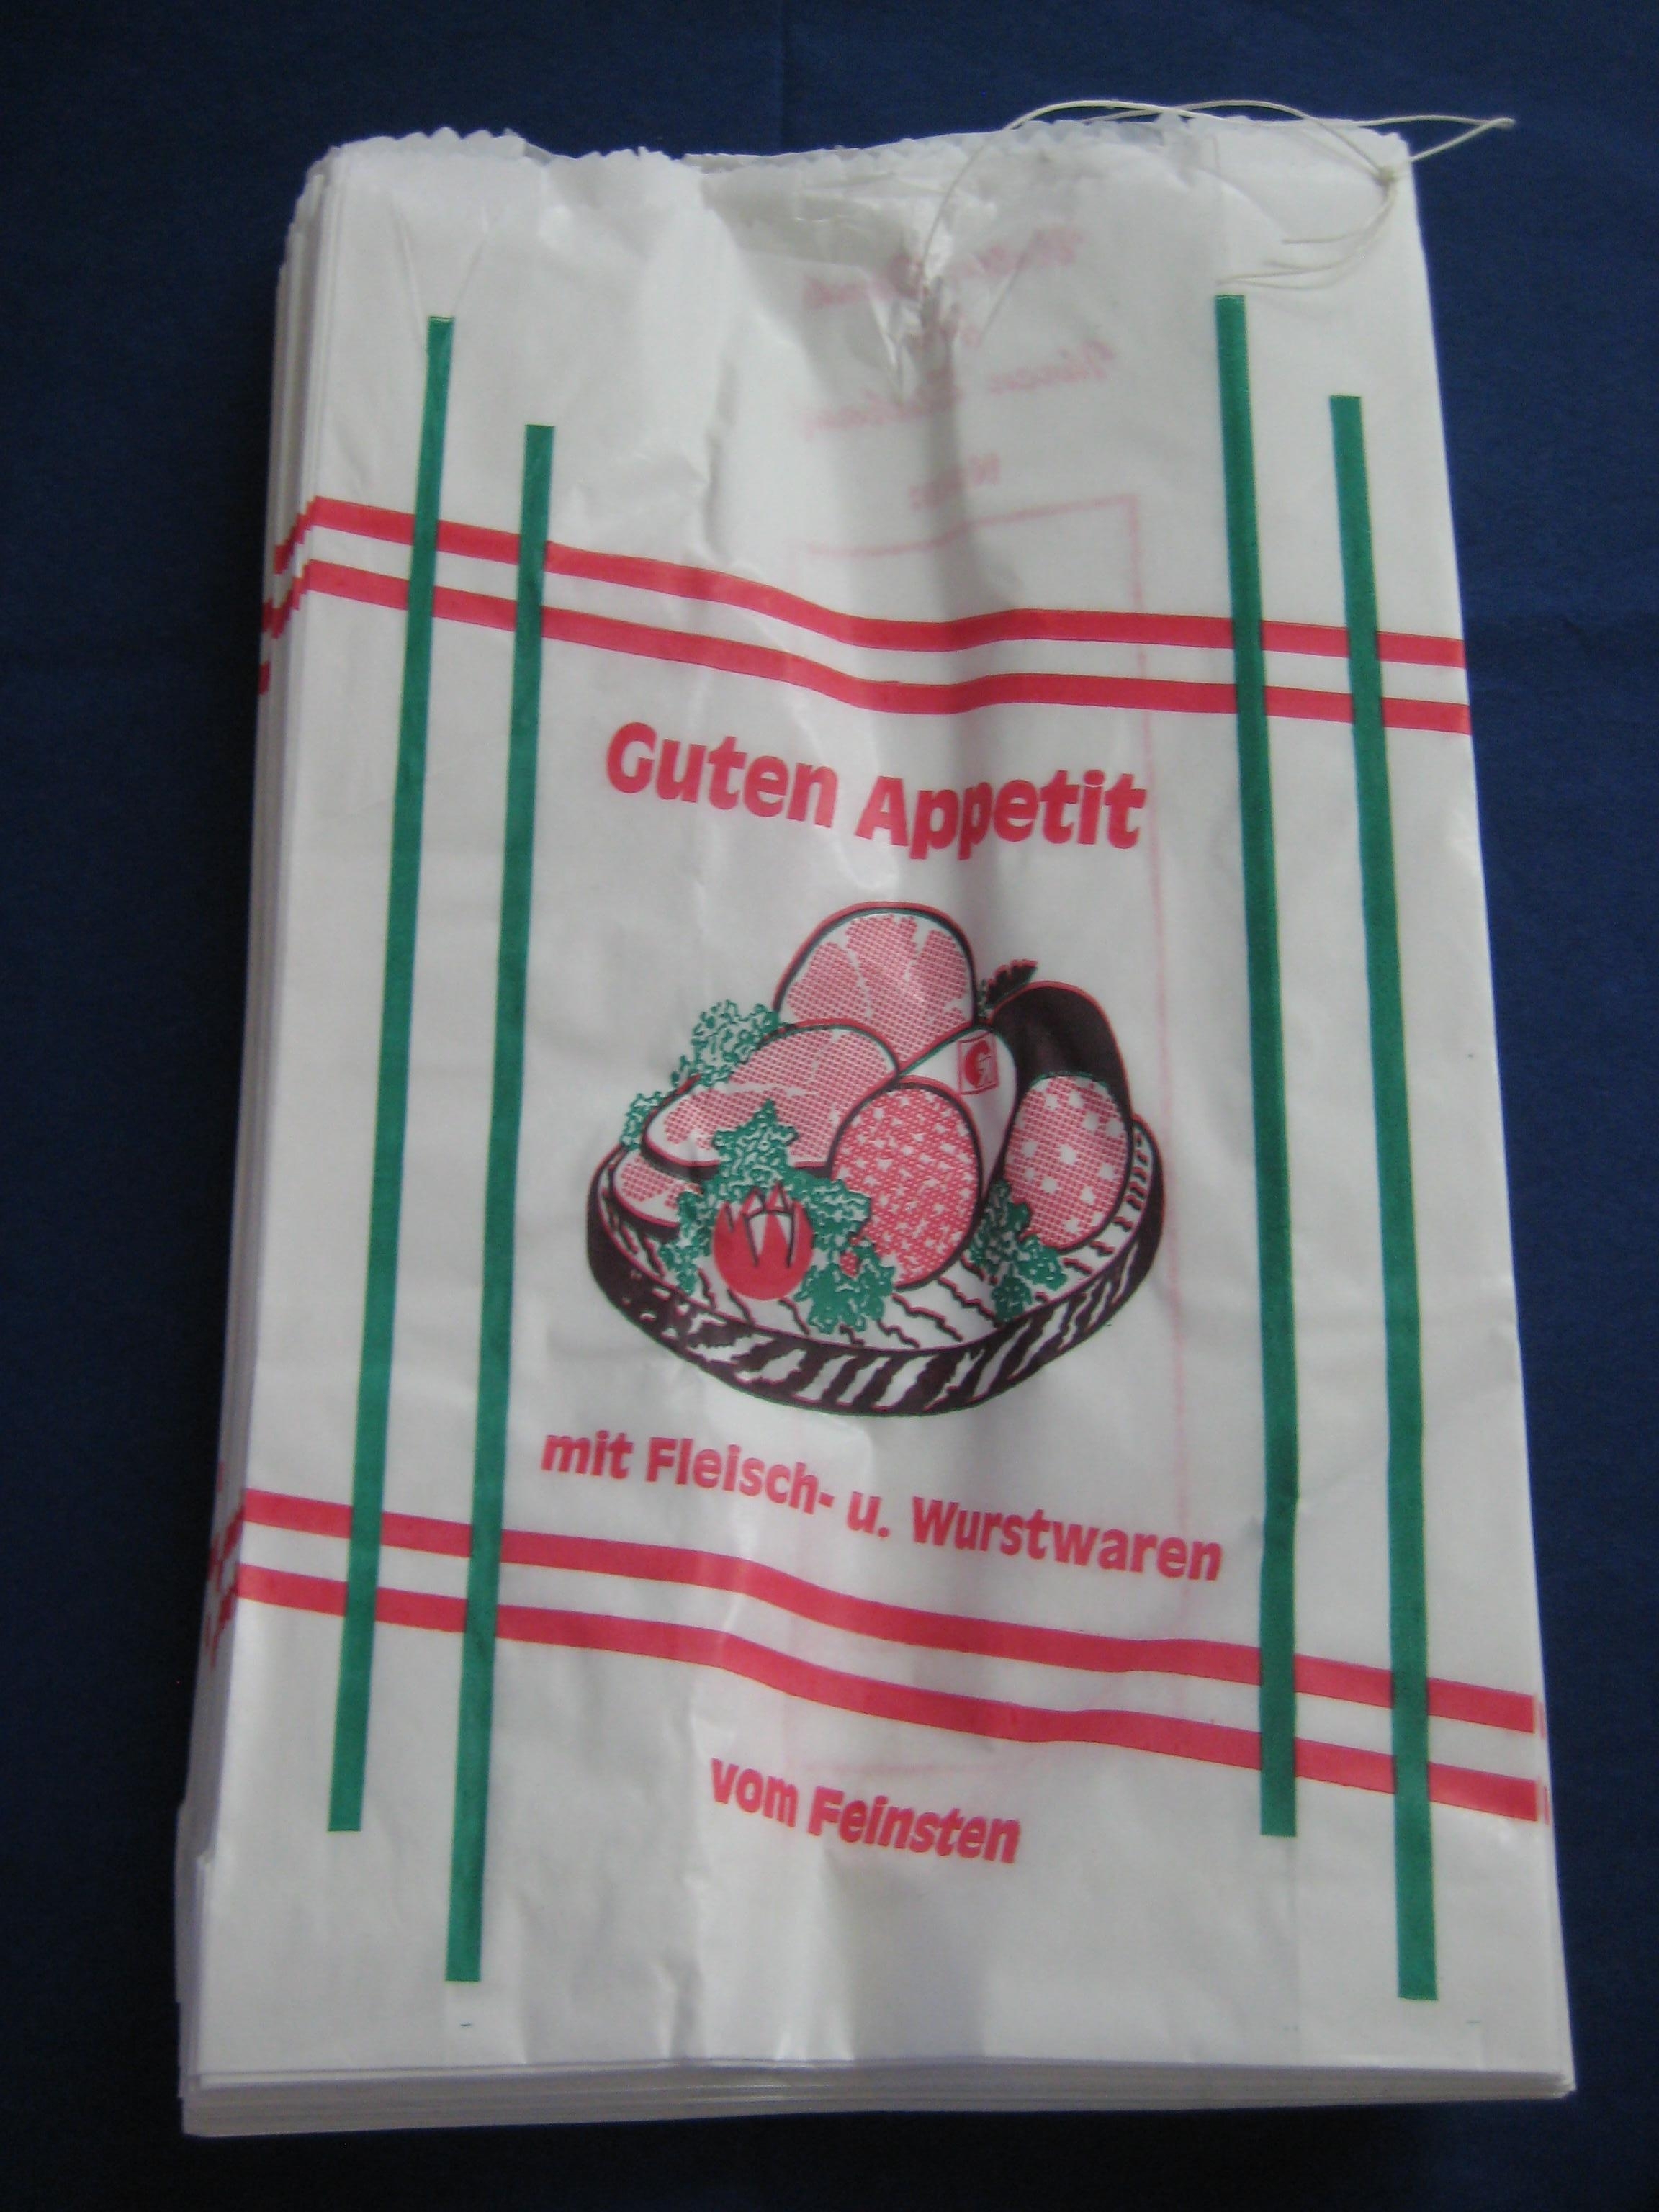 Guten Appetit
G
mit Fleisch- u. Wurstwaren
vom Feinsten